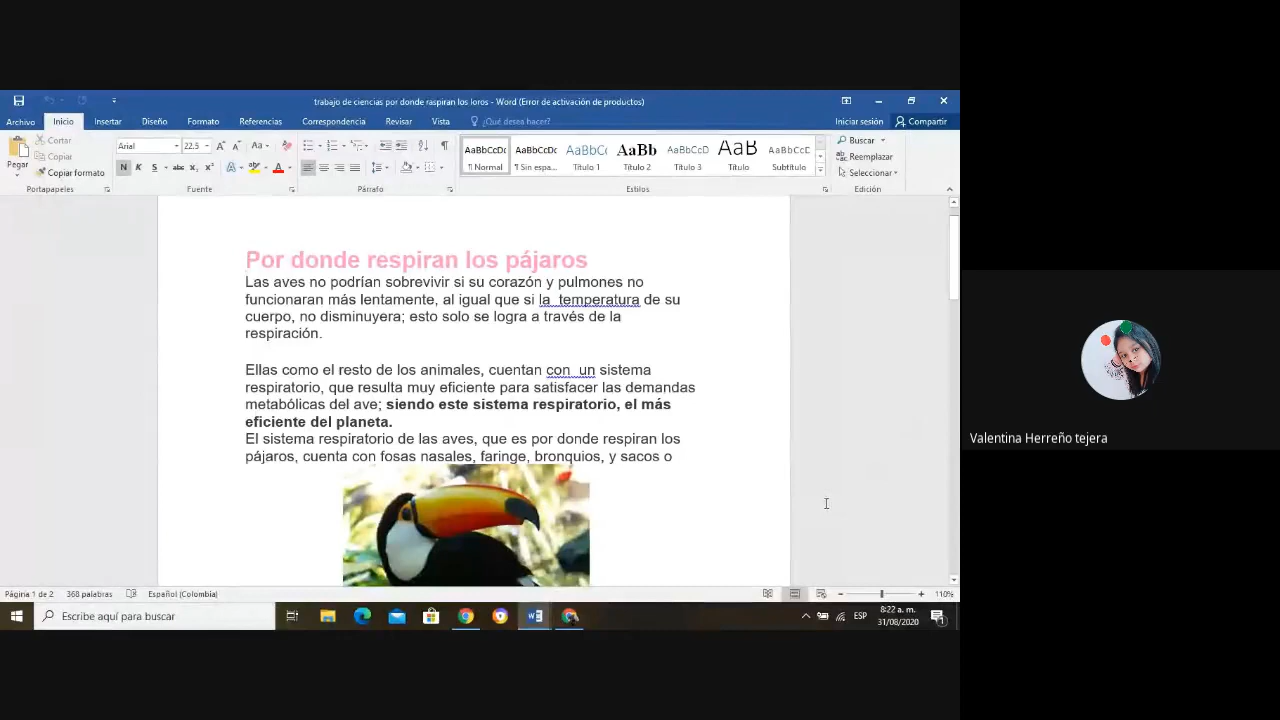 trabajo de ciencias por donde raspiran los loros - Word (Error de activación de productos)
Archivo Inicio Insertar Diseño Formato Referencias Correspondencia Revisar Vista ¿Qué desea hacer? Iniciar sesión Compartir
Pegar
Cortar
Copiar
Copiar formato
Portapapeles
Arial 22.5
N K S abc x₂ x²
Fuente
Párrafo
AaBbCcDc AaBbCcDc AaBbCc AaBb AaBbCcD AaB AaBbCcD
¶ Normal ¶ Sin espa... Título 1 Título 2 Título 3 Título Subtítulo
Estilos
Buscar
Reemplazar
Seleccionar
Edición
Por donde respiran los pájaros
Las aves no podrían sobrevivir si su corazón y pulmones no
funcionaran más lentamente, al igual que si la temperatura de su
cuerpo, no disminuyera; esto solo se logra a través de la
respiración.
Ellas como el resto de los animales, cuentan con un sistema
respiratorio, que resulta muy eficiente para satisfacer las demandas
metabólicas del ave; siendo este sistema respiratorio, el más
eficiente del planeta.
El sistema respiratorio de las aves, que es por donde respiran los
pájaros, cuenta con fosas nasales, faringe, bronquios, y sacos o
Valentina Herreño tejera
Página 1 de 2 368 palabras Español (Colombia) 110%
Escribe aquí para buscar
ESP
8:22 a. m.
31/08/2020
1